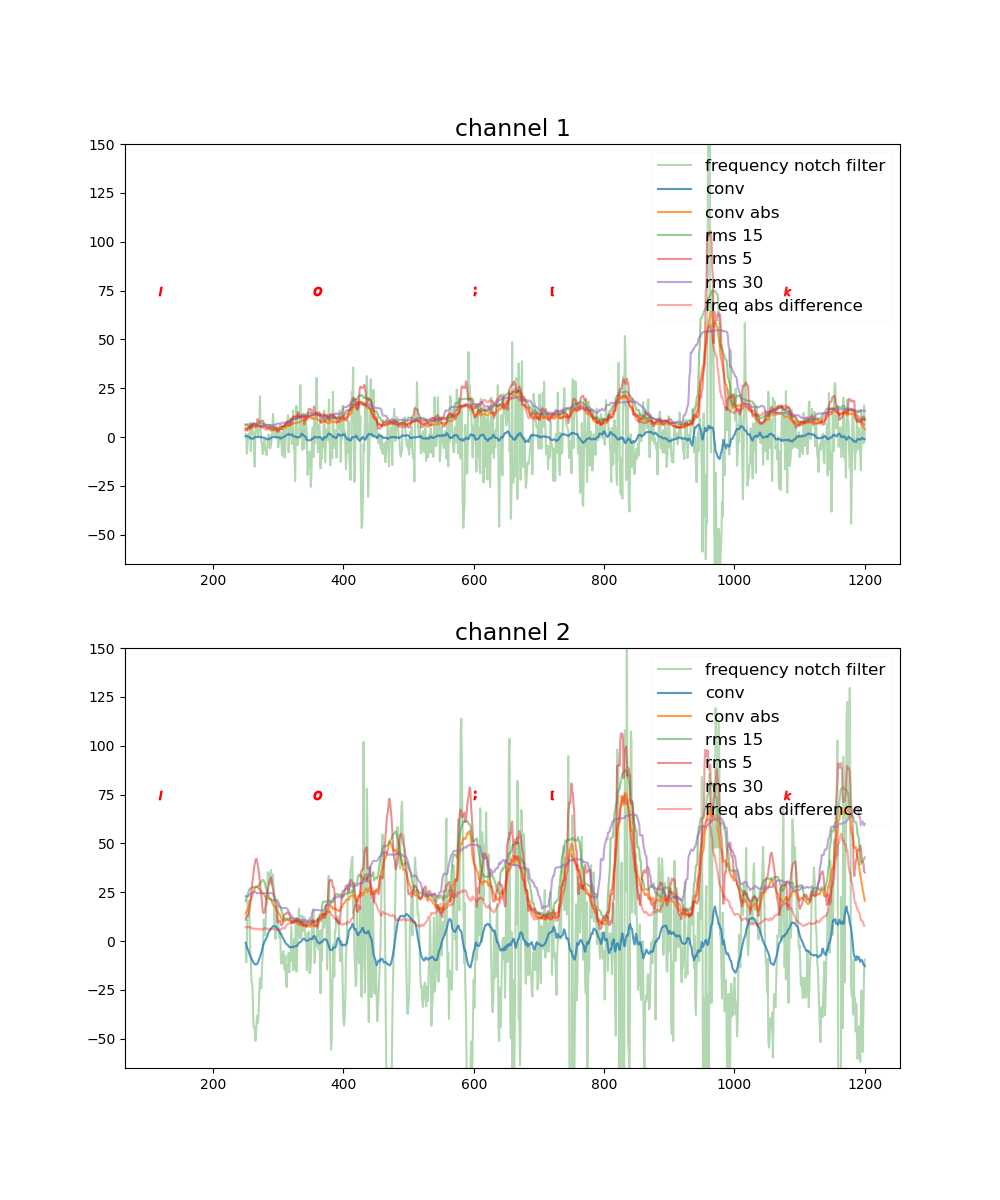 channel 1
150
125
100
75
50
25
0
−25
−50
frequency notch filter
conv
conv abs
rms 15
rms 5
rms 30
freq abs difference
l o ; [ k
200 400 600 800 1000 1200
channel 2
150
125
100
75
50
25
0
−25
−50
frequency notch filter
conv
conv abs
rms 15
rms 5
rms 30
freq abs difference
l o ; [ k
200 400 600 800 1000 1200